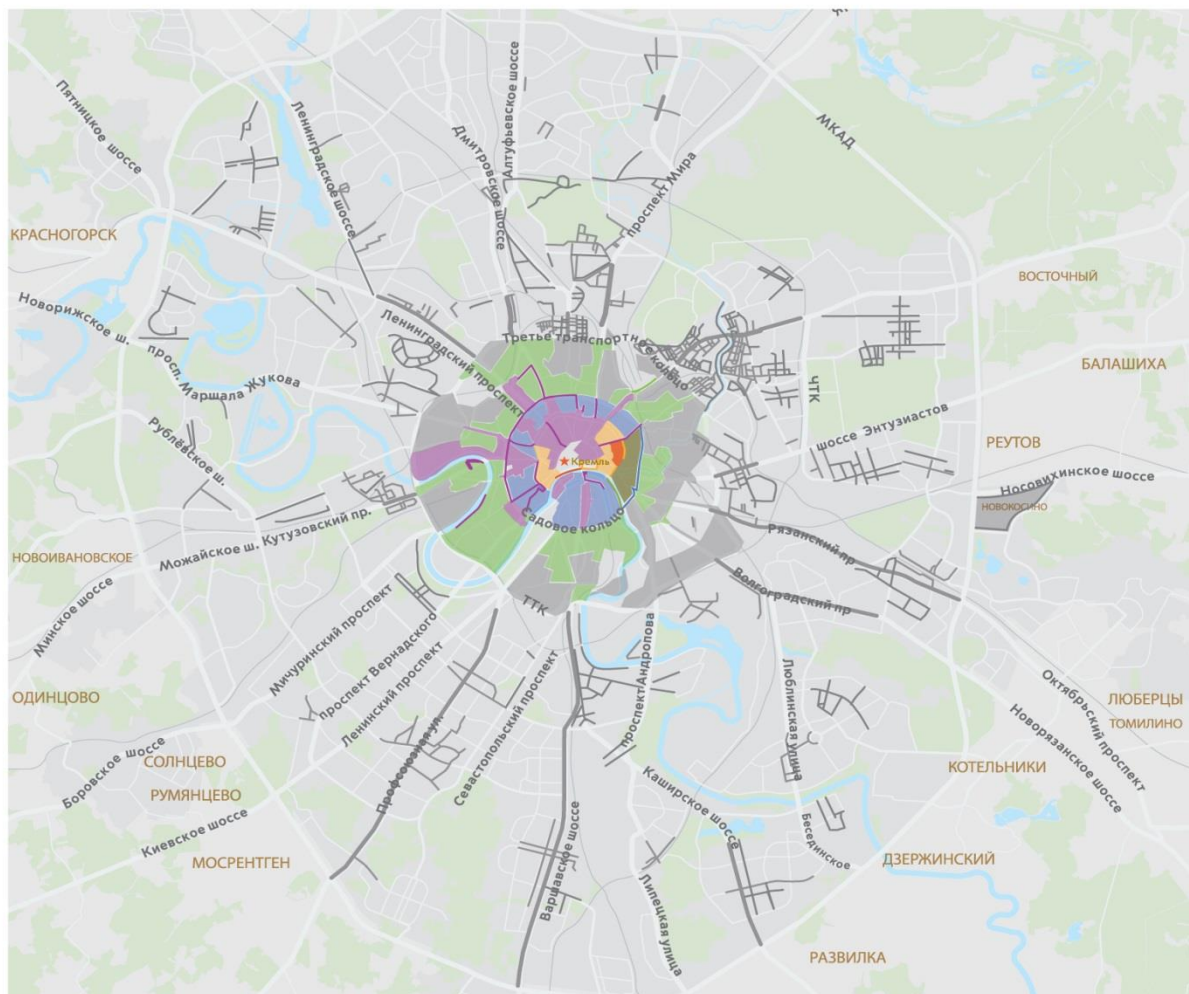 Пятницкое шоссе
Ленинградское шоссе
Дмитровское шоссе
Алтуфьевское шоссе
проспект Мира
МКАД
КРАСНОГОРСК
ВОСТОЧНЫЙ
Новорижское ш.
просп. Маршала Жукова
Ленинградский проспект
Третье транспортное кольцо
БАЛАШИХА
ЧТК
шоссе Энтузиастов
Рублёвское ш.
РЕУТОВ
Кремль
Носовихинское шоссе
НОВОКОСИНО
Садовое кольцо
Можайское ш. Кутузовский пр.
НОВОИВАНОВСКОЕ
Рязанский пр
Минское шоссе
Волгоградский пр
ТТК
Мичуринский проспект
проспект Вернадского
Ленинский проспект
проспект Андропова
Люблинская улица
ОДИНЦОВО
Октябрьский проспект
ЛЮБЕРЦЫ
ТОМИЛИНО
Новорязанское шоссе
Боровское шоссе
СОЛНЦЕВО
РУМЯНЦЕВО
Профсоюзная ул.
Севастопольский проспект
КОТЕЛЬНИКИ
Каширское шоссе
Киевское шоссе
МОСРЕНТГЕН
Бесединское
ДЗЕРЖИНСКИЙ
Варшавское шоссе
Липецкая улица
РАЗВИЛКА